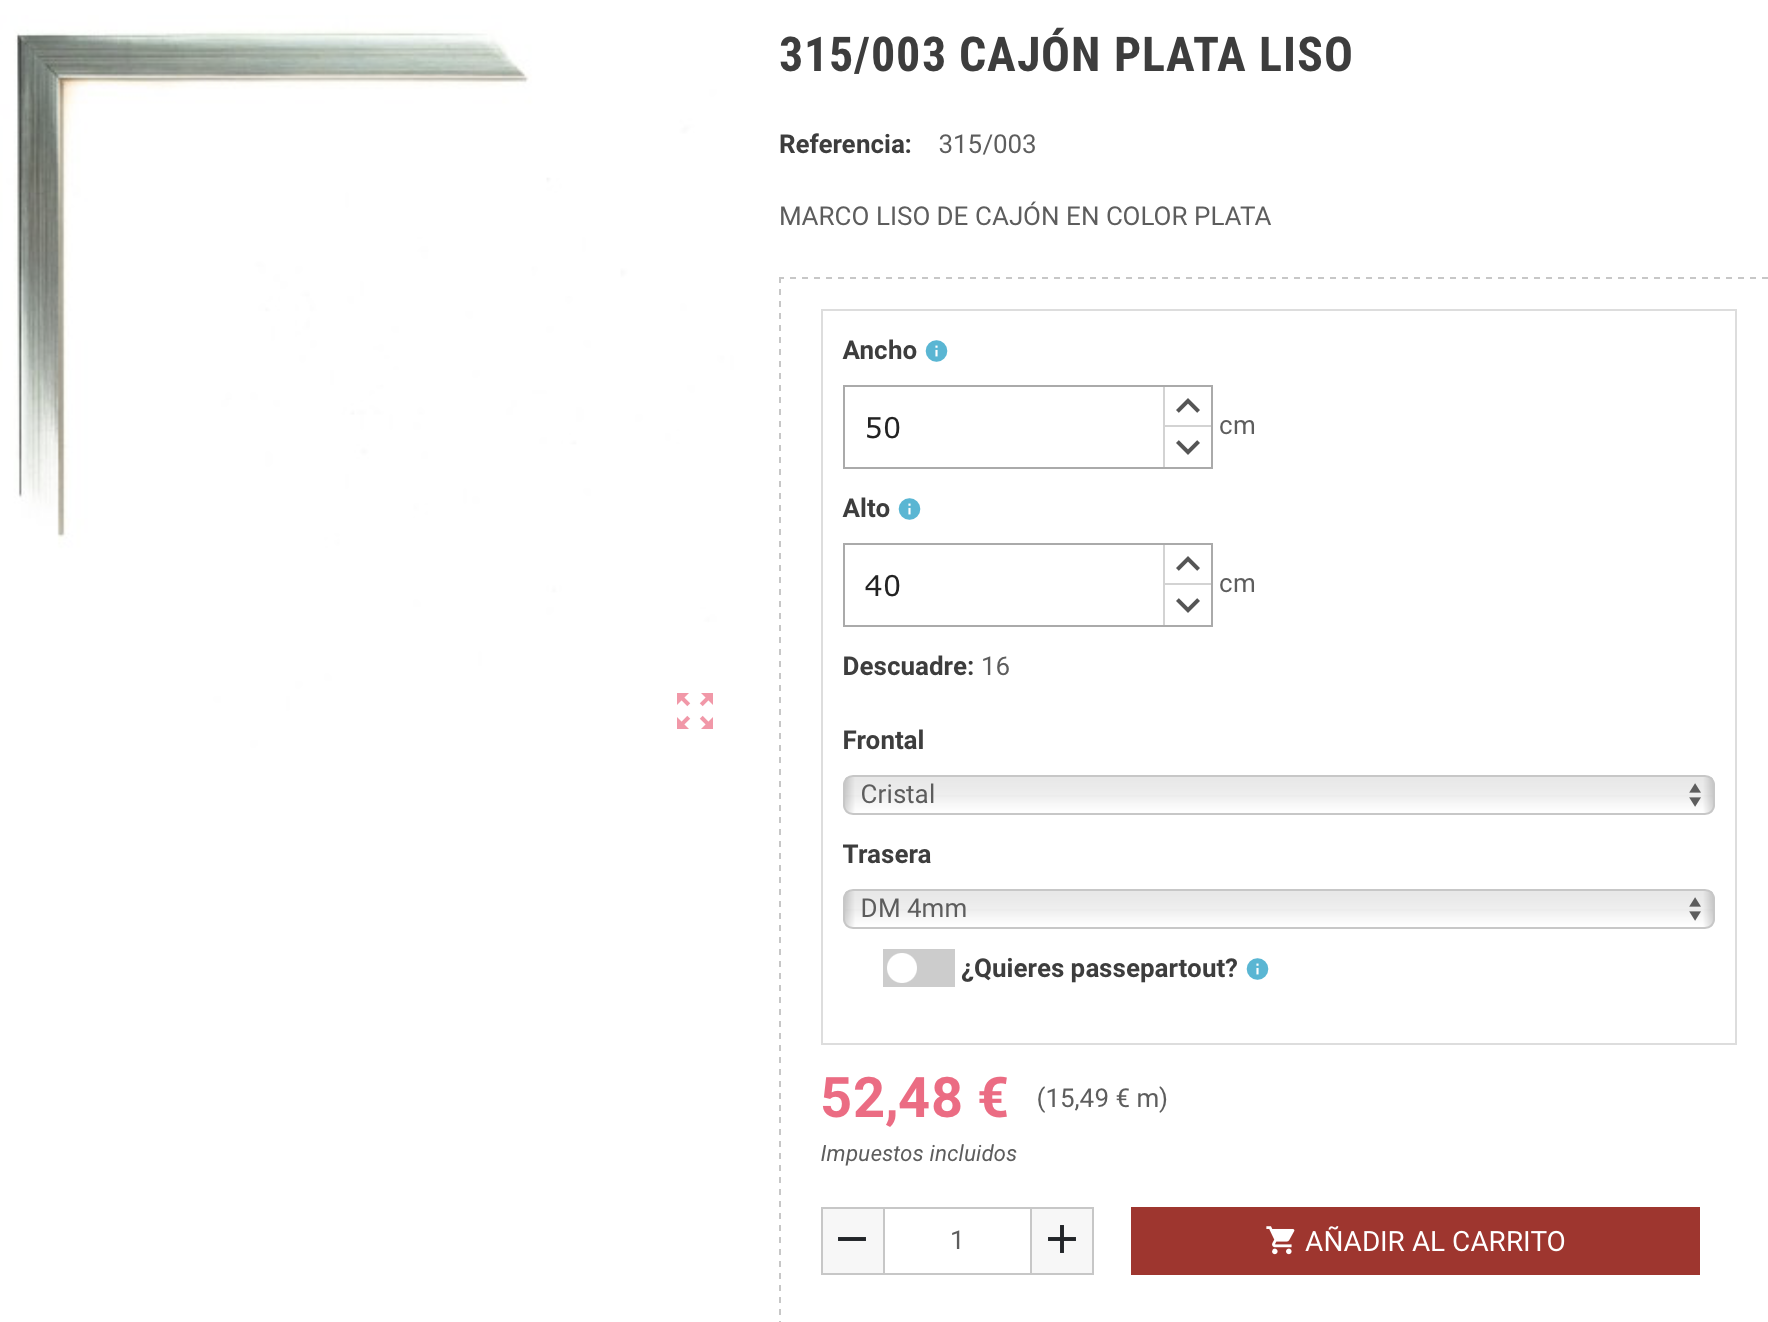 315/003 CAJÓN PLATA LISO
Referencia: 315/003
MARCO LISO DE CAJÓN EN COLOR PLATA
Ancho
50 cm
Alto
40 cm
Descuadre: 16
Frontal
Cristal
Trasera
DM 4mm
¿Quieres passepartout?
52,48 € (15,49 € m)
Impuestos incluidos
1
AÑADIR AL CARRITO